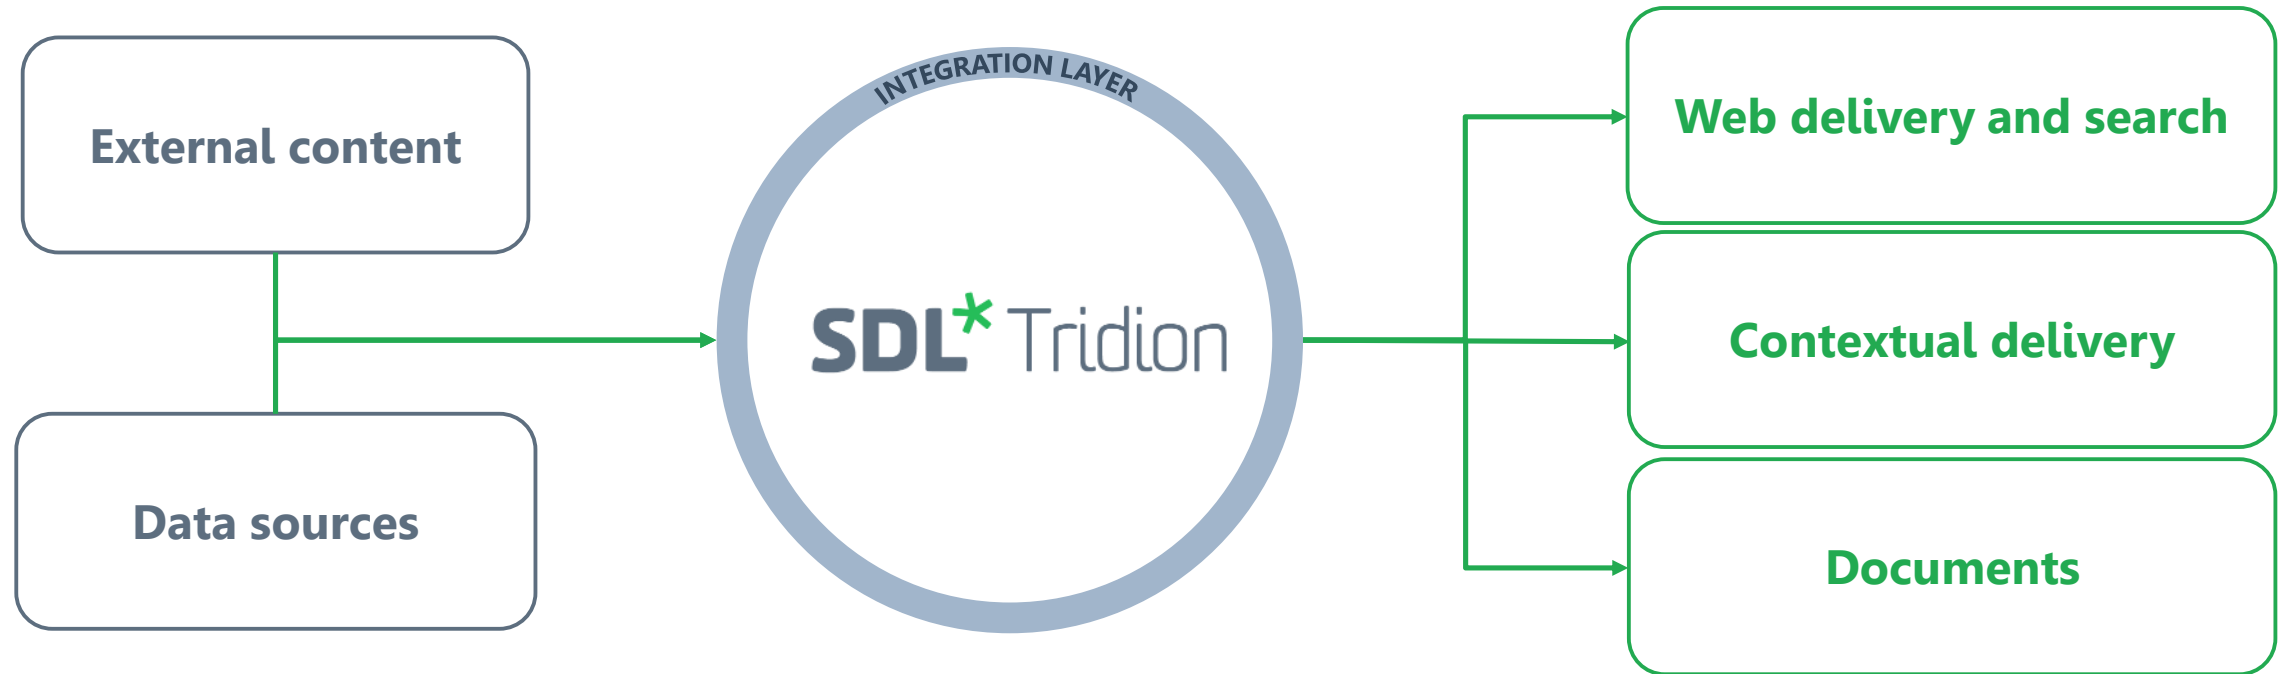 External content
Data sources
INTEGRATION LAYER
SDL* Tridion
Web delivery and search
Contextual delivery
Documents